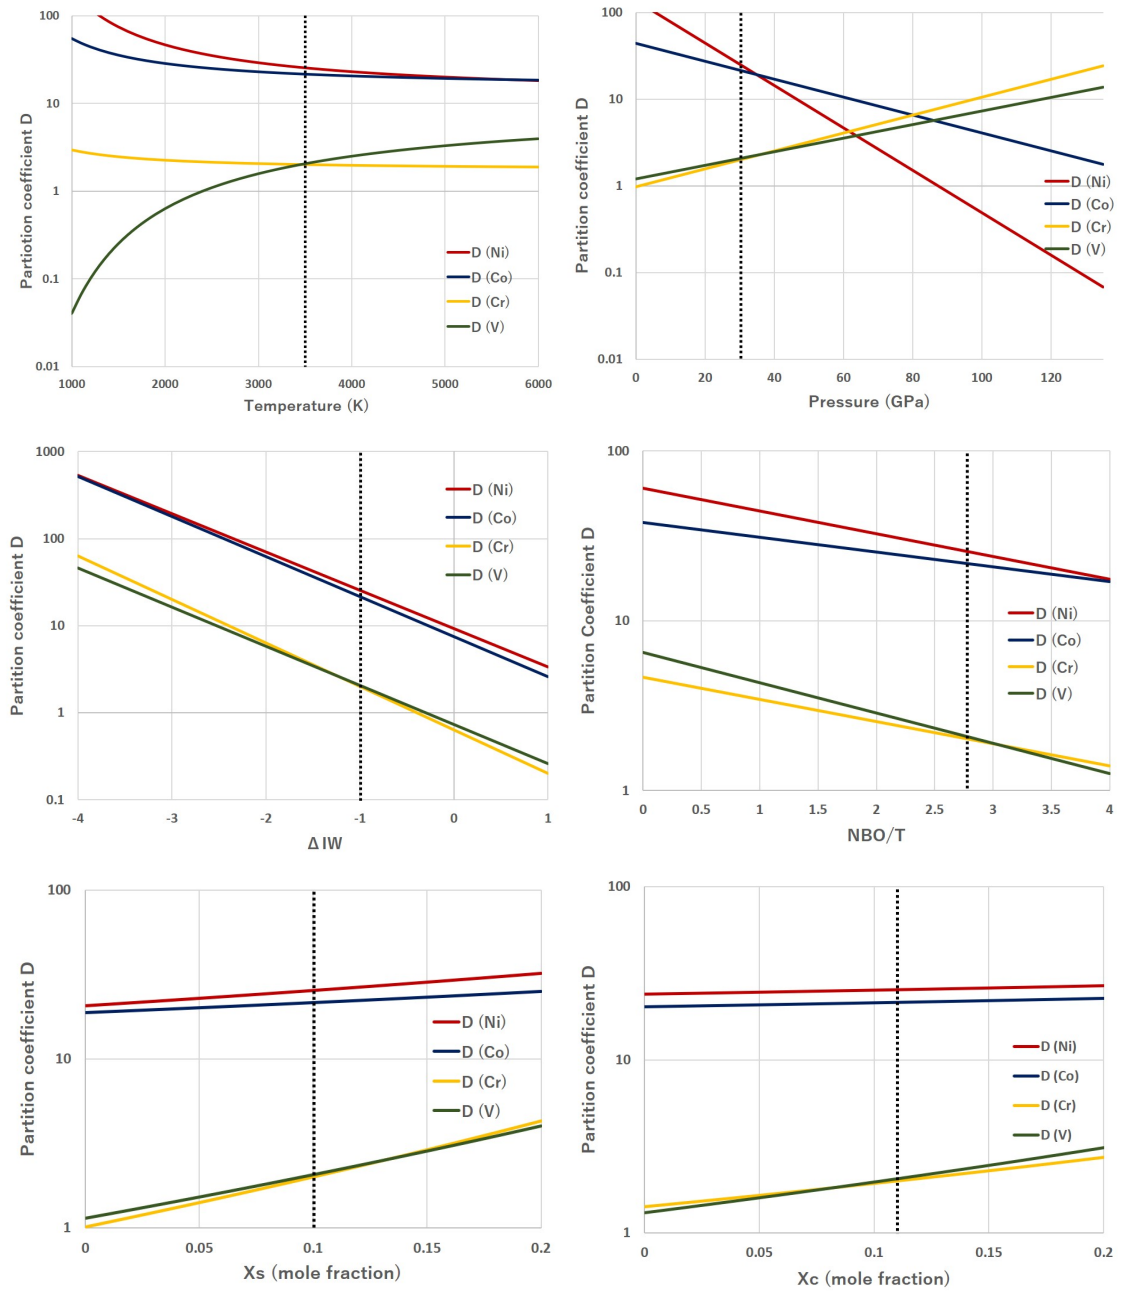 100
10
1
0.1
0.01
Partiotion coefficient D
D (Ni)
D (Co)
D (Cr)
D (V)
1000 2000 3000 4000 5000 6000
Temperature (K)
100
10
1
0.1
0.01
Partition coefficient D
D (Ni)
D (Co)
D (Cr)
D (V)
0 20 40 60 80 100 120
Pressure (GPa)
1000
100
10
1
0.1
Partition coefficient D
D (Ni)
D (Co)
D (Cr)
D (V)
-4 -3 -2 -1 0 1
Δ IW
100
10
1
Partition Coefficient D
D (Ni)
D (Co)
D (Cr)
D (V)
0 0.5 1 1.5 2 2.5 3 3.5 4
NBO/T
100
10
1
Partition coefficient D
D (Ni)
D (Co)
D (Cr)
D (V)
0 0.05 0.1 0.15 0.2
Xs (mole fraction)
100
10
1
Partition coefficient D
D (Ni)
D (Co)
D (Cr)
D (V)
0 0.05 0.1 0.15 0.2
Xc (mole fraction)